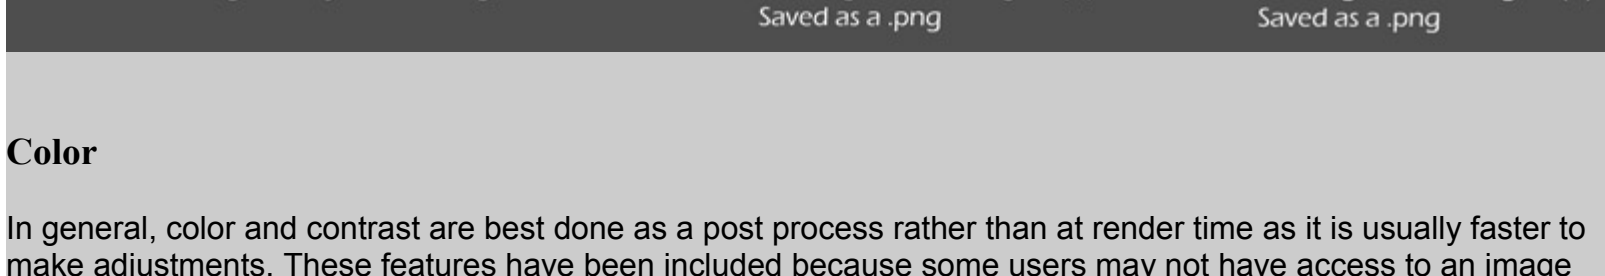 Saved as a .png Saved as a .png
Color
In general, color and contrast are best done as a post process rather than at render time as it is usually faster to
make adjustments. These features have been included because some users may not have access to an image